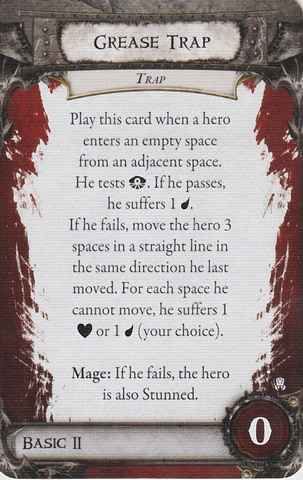 Grease Trap
Trap
Play this card when a hero
enters an empty space
from an adjacent space.
He tests . If he passes,
he suffers 1 .
If he fails, move the hero 3
spaces in a straight line in
the same direction he last
moved. For each space he
cannot move, he suffers 1
♥ or 1 (your choice).
Mage: If he fails, the hero
is also Stunned.
Basic II
0